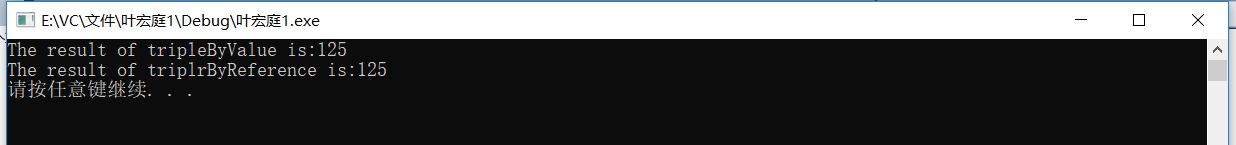 E:\VC\文件\叶宏庭1\Debug\叶宏庭1.exe
The result of tripleByValue is:125
The result of triplrByReference is:125
请按任意键继续. . .